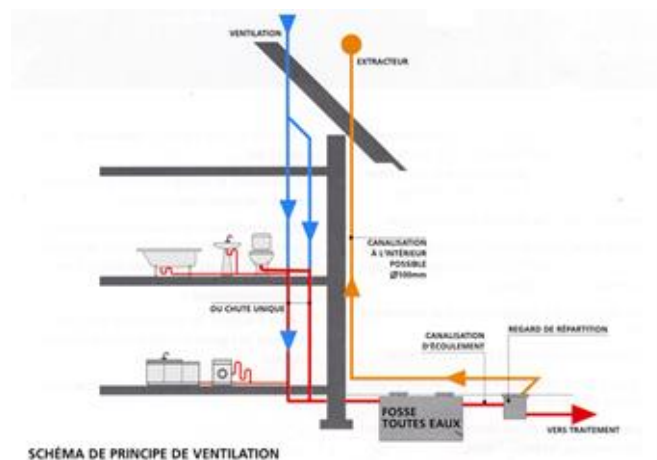 VENTILATION
EXTRACTEUR
CANALISATION
À L'INTÉRIEUR
POSSIBLE
Ø100mm
OU CHUTE UNIQUE
CANALISATION
D'ÉCOULEMENT
REGARD DE RÉPARTITION
FOSSE
TOUTES EAUX
VERS TRAITEMENT
SCHÉMA DE PRINCIPE DE VENTILATION